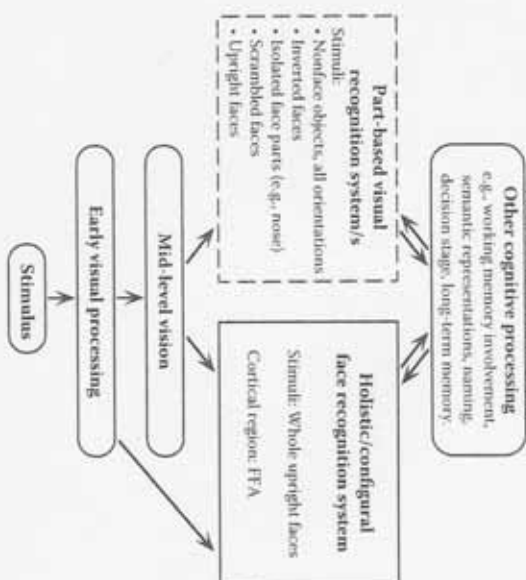 Other cognitive processing
e.g., working memory involvement,
semantic representations, naming,
decision stage, long-term memory.
Part-based visual
recognition system/s
Stimuli:
• Nonface objects, all orientations
• Inverted faces
• Isolated face parts (e.g., nose)
• Scrambled faces
• Upright faces
Holistic/configural
face recognition system
Stimuli: Whole upright faces
Cortical region: FFA
Mid-level vision
Early visual processing
Stimulus